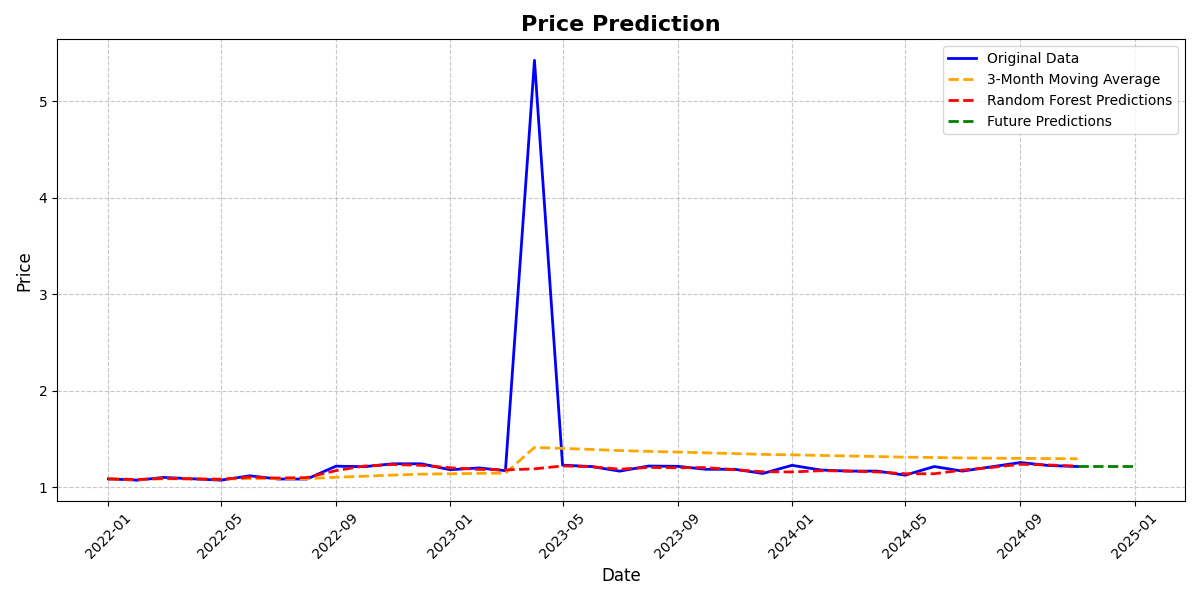 Price Prediction
Original Data
3-Month Moving Average
Random Forest Predictions
Future Predictions
Price
5
4
3
2
1
2022-01
2022-05
2022-09
2023-01
2023-05
2023-09
2024-01
2024-05
2024-09
2025-01
Date